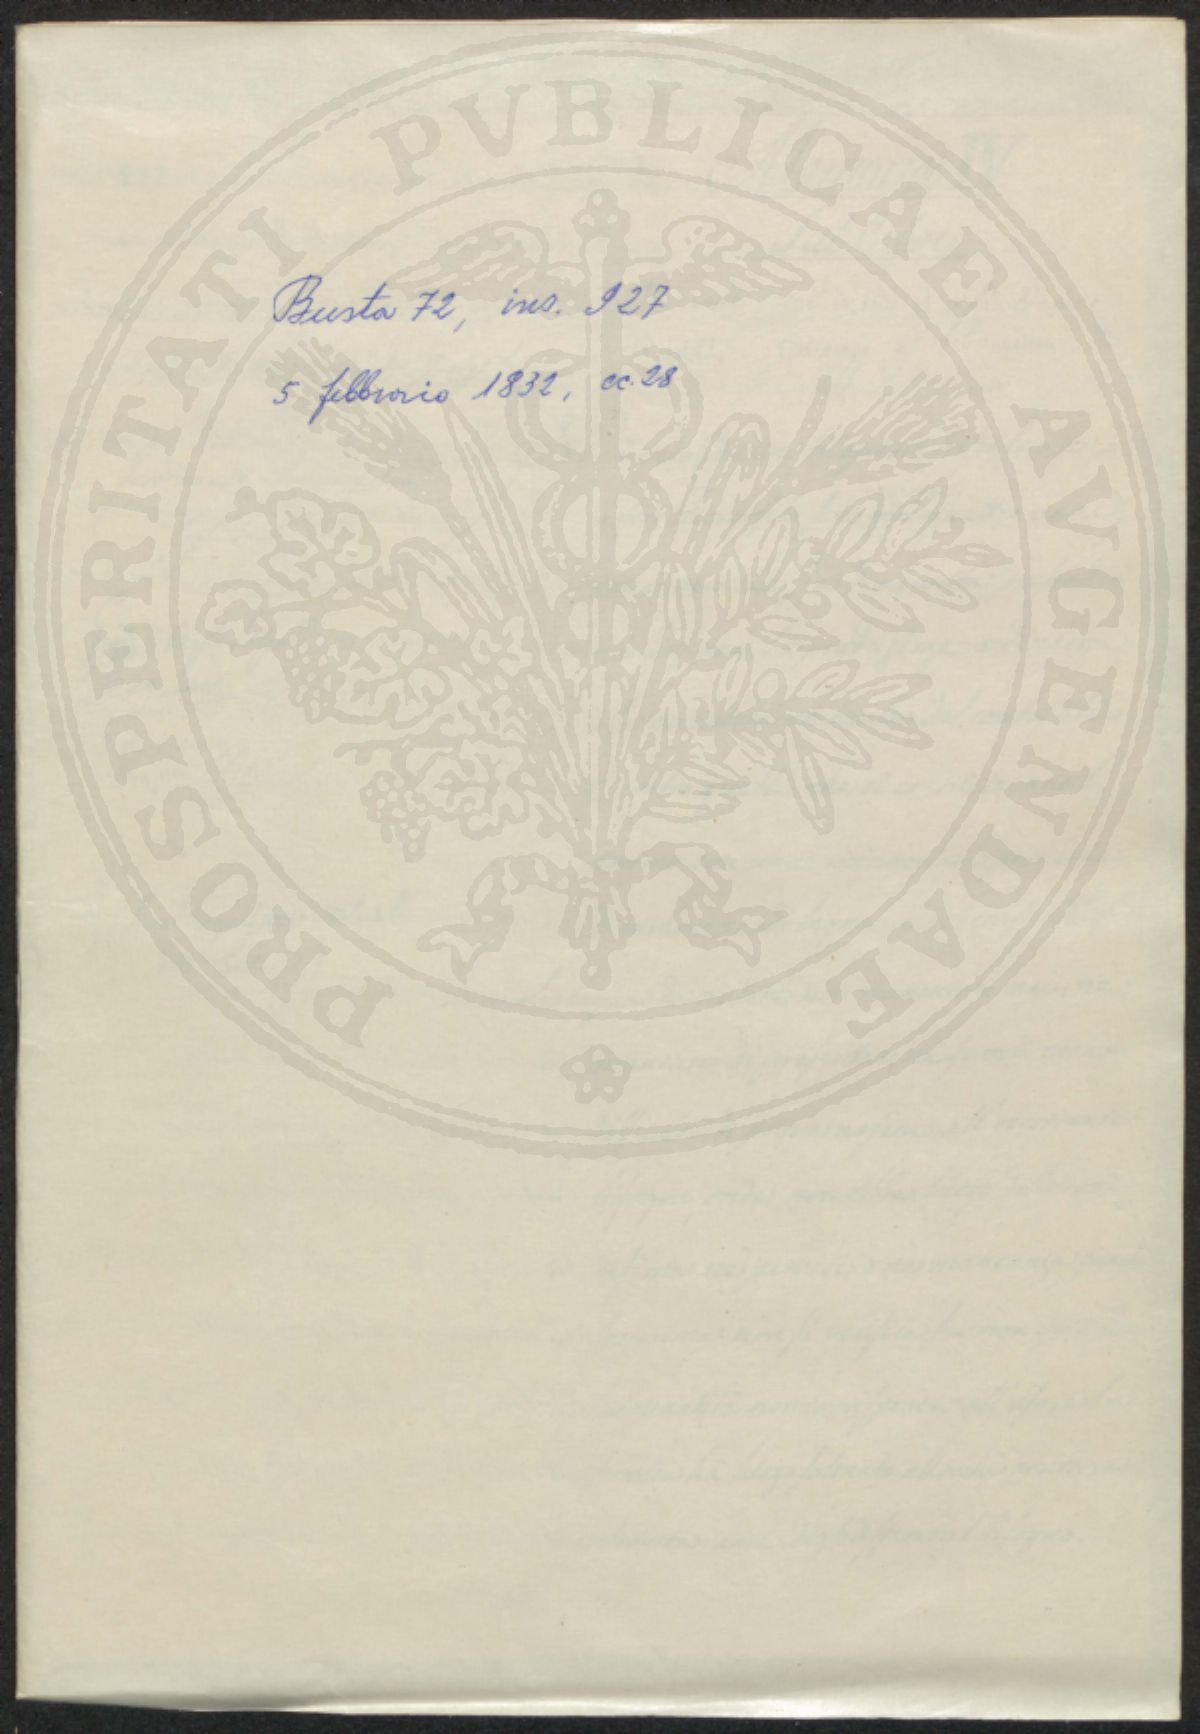 Busta 72, ins. 927
5 febbraio 1832, cc. 28
PROSPERITATI PVBLICAE AVGENDAE